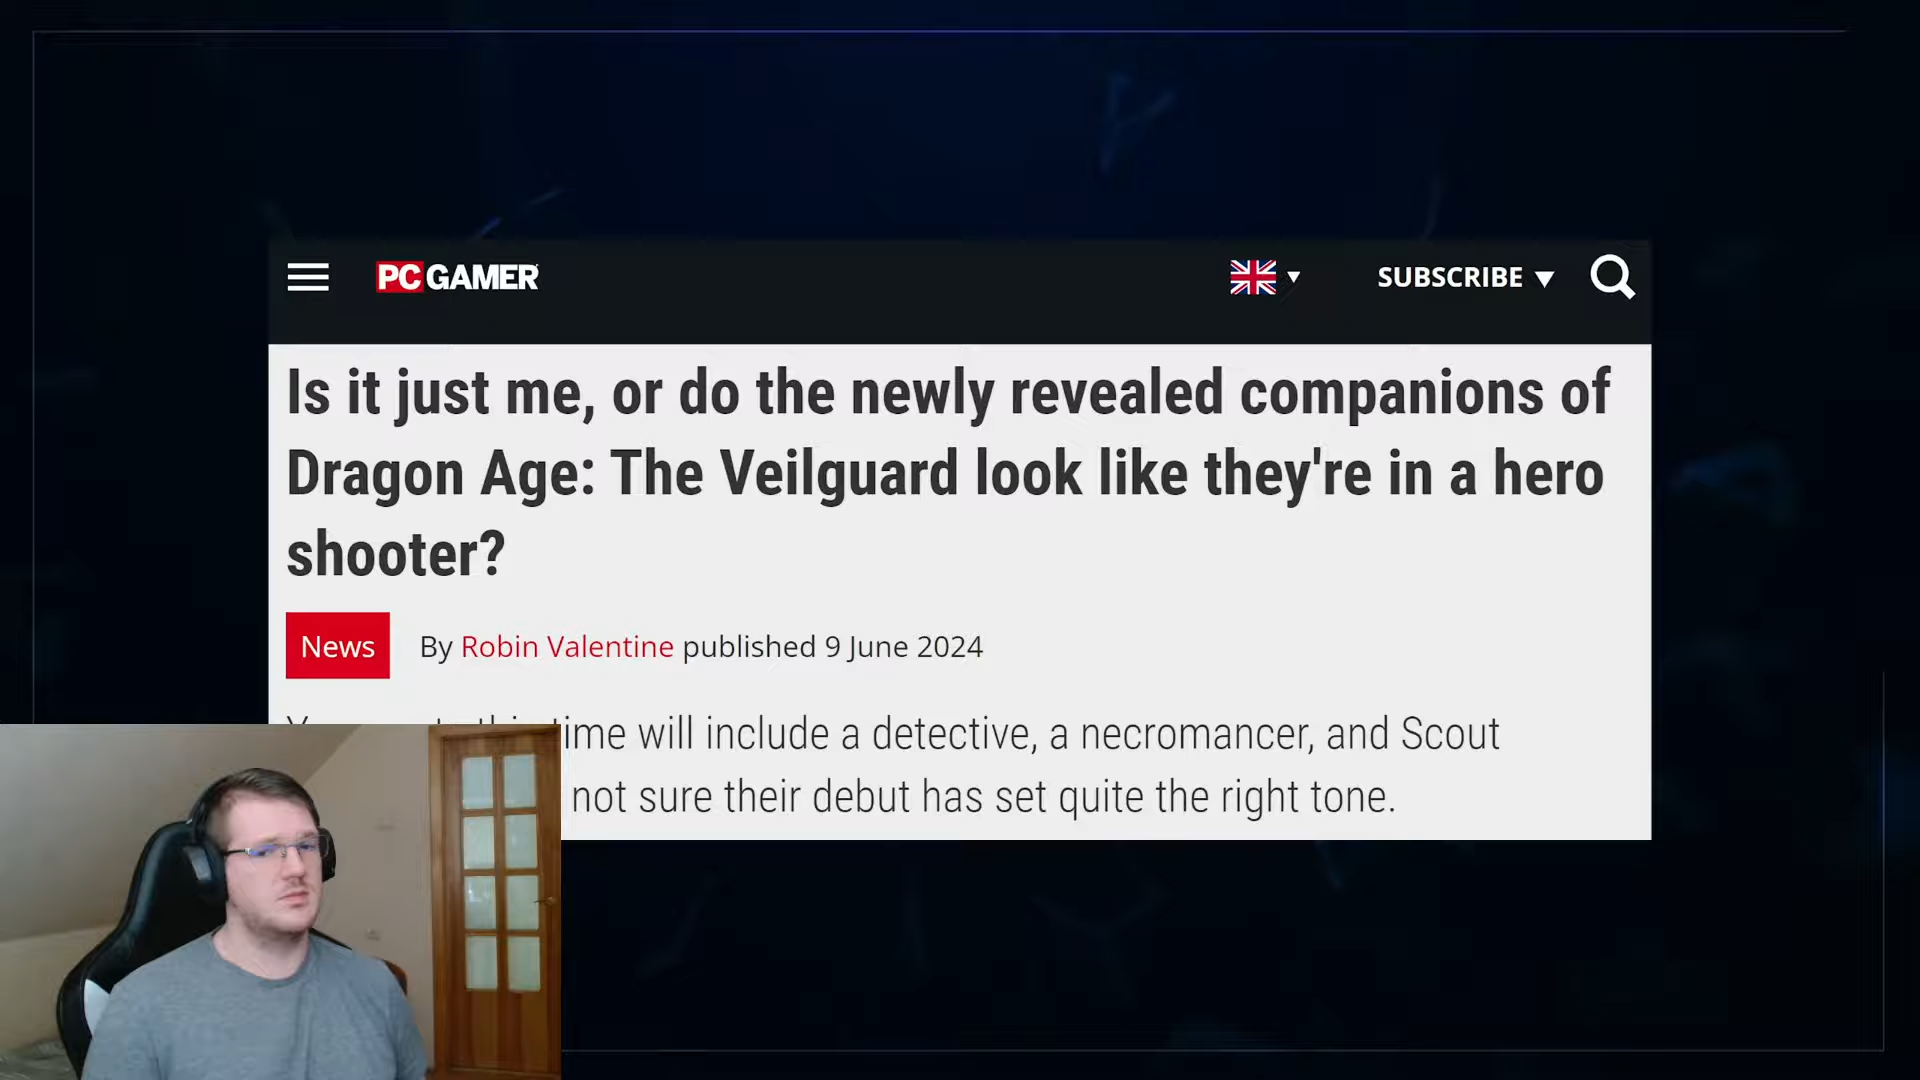 PC GAMER
SUBSCRIBE
Is it just me, or do the newly revealed companions of
Dragon Age: The Veilguard look like they're in a hero
shooter?
News
By Robin Valentine published 9 June 2024
will include a detective, a necromancer, and Scout
not sure their debut has set quite the right tone.